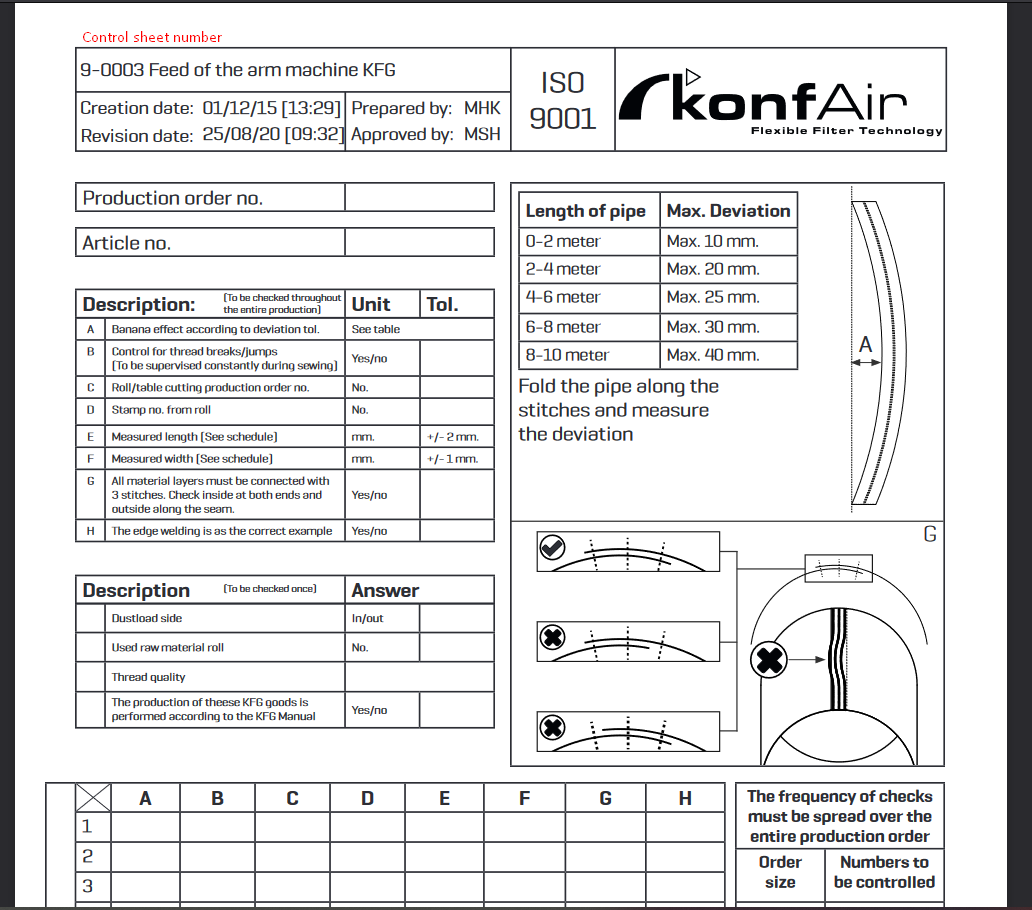 Control sheet number
9-0003 Feed of the arm machine KFG
Creation date: 01/12/15 [13:29] Prepared by: MHK
Revision date: 25/08/20 [09:32] Approved by: MSH
ISO
9001
konfAir
Flexible Filter Technology
Production order no.
Article no.
Description: [To be checked throughout
the entire production] Unit Tol.
A Banana effect according to deviation tol. See table
B Control for thread breaks/jumps
[To be supervised constantly during sewing] Yes/no
C Roll/table cutting production order no. No.
D Stamp no. from roll No.
E Measured length [See schedule] mm. +/- 2 mm.
F Measured width [See schedule] mm. +/- 1 mm.
G All material layers must be connected with
3 stitches. Check inside at both ends and
outside along the seam. Yes/no
H The edge welding is as the correct example Yes/no
Description [To be checked once] Answer
Dustload side In/out
Used raw material roll No.
Thread quality
The production of theese KFG goods is
performed according to the KFG Manual Yes/no
Length of pipe Max. Deviation
0-2 meter Max. 10 mm.
2-4 meter Max. 20 mm.
4-6 meter Max. 25 mm.
6-8 meter Max. 30 mm.
8-10 meter Max. 40 mm.
Fold the pipe along the
stitches and measure
the deviation
A
G
A B C D E F G H
1
2
3
The frequency of checks
must be spread over the
entire production order
Order
size
Numbers to
be controlled